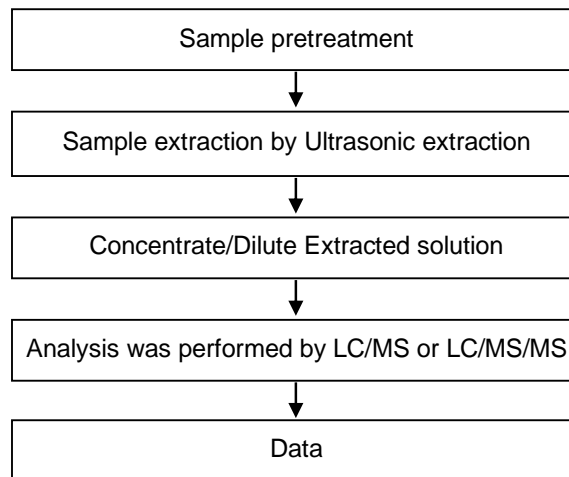 Sample pretreatment
Sample extraction by Ultrasonic extraction
Concentrate/Dilute Extracted solution
Analysis was performed by LC/MS or LC/MS/MS
Data